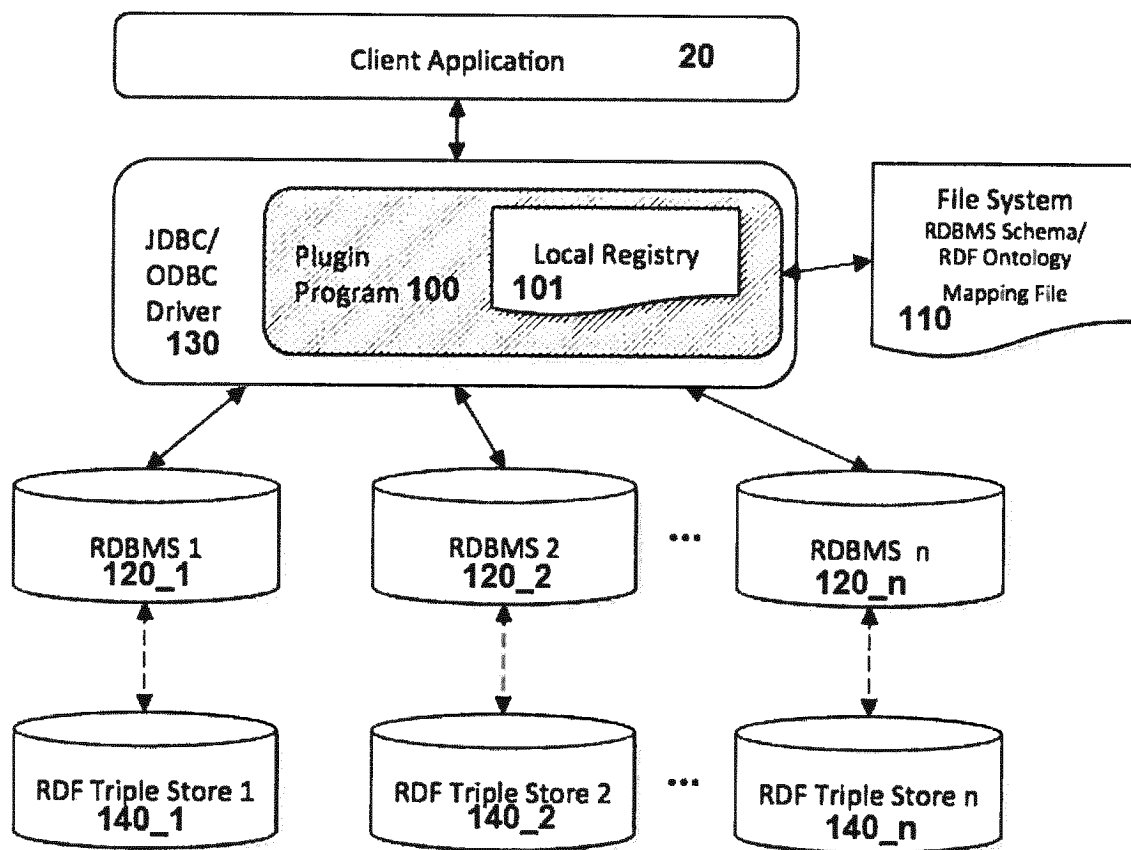 Client Application 20
JDBC/
ODBC
Driver
130
Plugin
Program 100
Local Registry
101
File System
RDBMS Schema/
RDF Ontology
Mapping File
110
RDBMS 1
120_1
RDBMS 2
120_2
...
RDBMS n
120_n
RDF Triple Store 1
140_1
RDF Triple Store 2
140_2
...
RDF Triple Store n
140_n